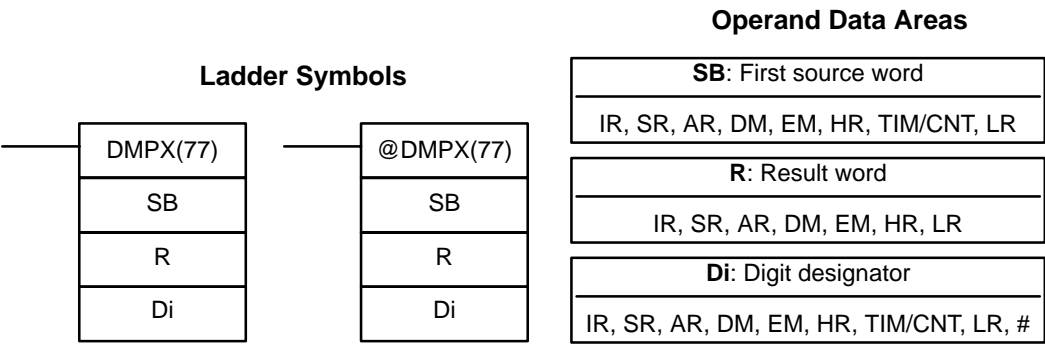 Ladder Symbols
DMPX(77)
SB
R
Di
@DMPX(77)
SB
R
Di
Operand Data Areas
SB: First source word
IR, SR, AR, DM, EM, HR, TIM/CNT, LR
R: Result word
IR, SR, AR, DM, EM, HR, LR
Di: Digit designator
IR, SR, AR, DM, EM, HR, TIM/CNT, LR, #